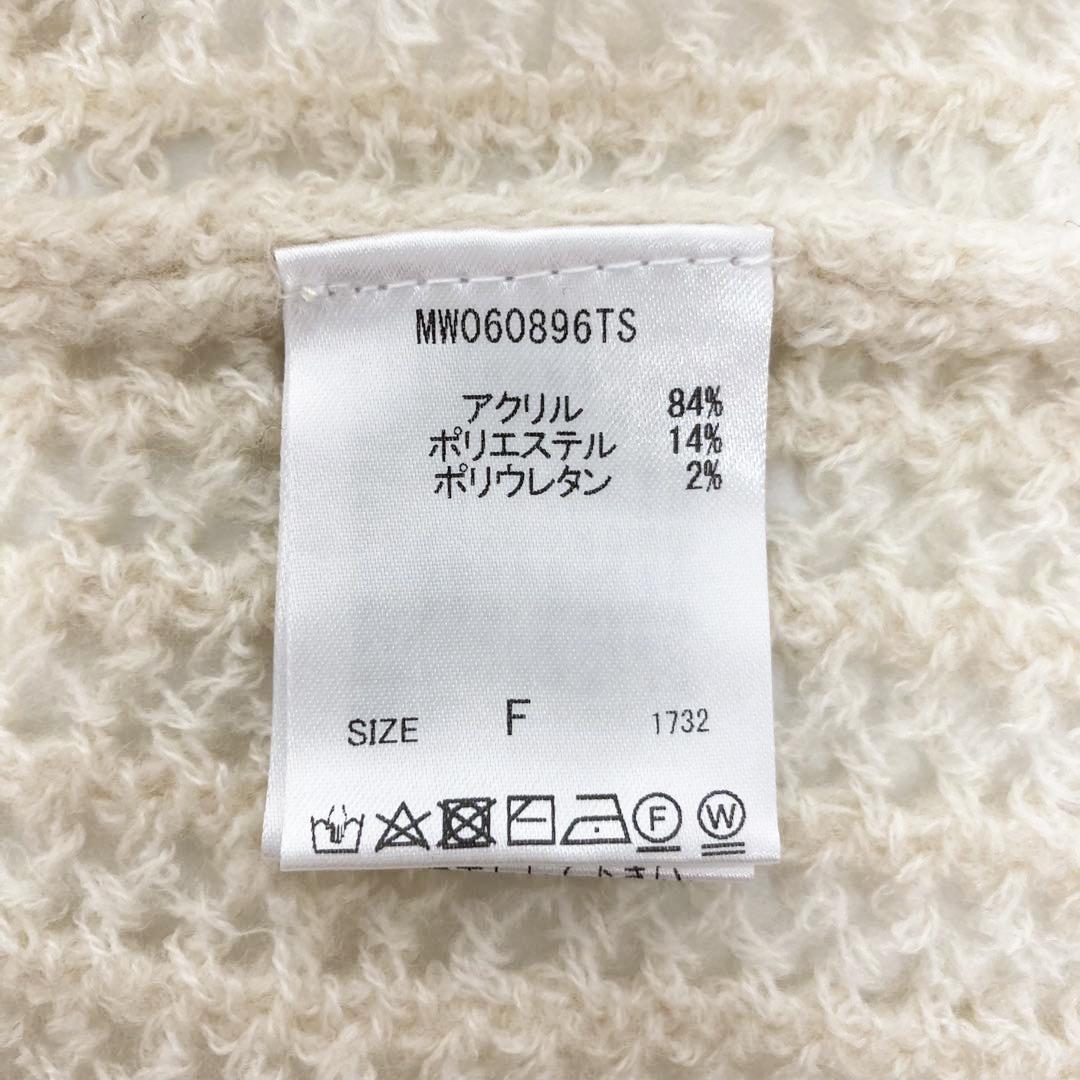 MW060896TS
アクリル 84%
ポリエステル 14%
ポリウレタン 2%
SIZE F 1732
F W